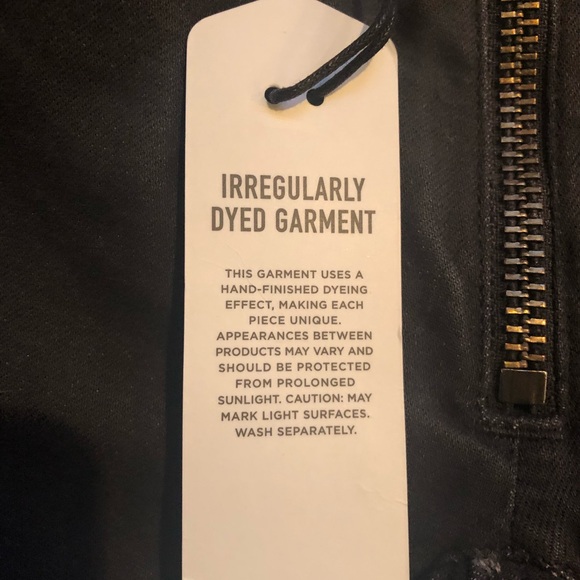 IRREGULARLY
DYED GARMENT
THIS GARMENT USES A
HAND-FINISHED DYEING
EFFECT, MAKING EACH
PIECE UNIQUE.
APPEARANCES BETWEEN
PRODUCTS MAY VARY AND
SHOULD BE PROTECTED
FROM PROLONGED
SUNLIGHT. CAUTION: MAY
MARK LIGHT SURFACES.
WASH SEPARATELY.